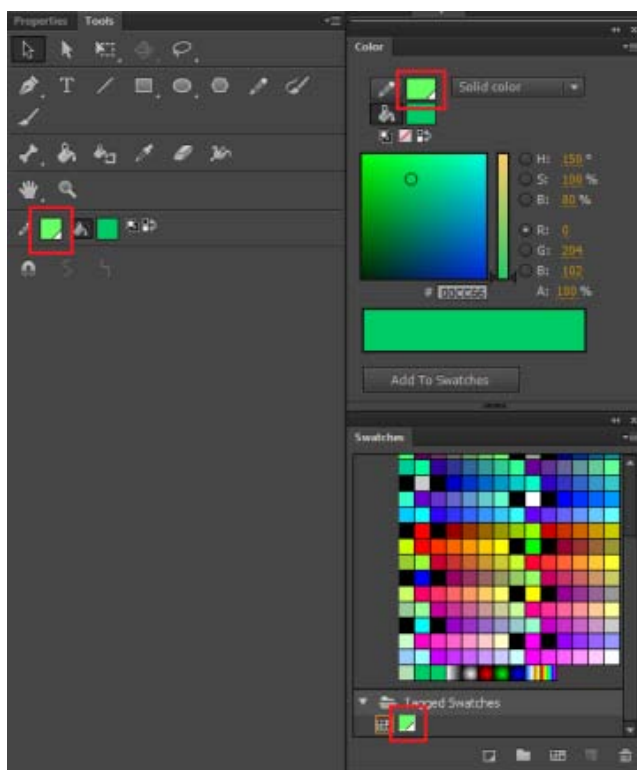 Properties Tools
Color
Solid color
H: 150 °
S: 100 %
B: 80 %
R: 0
G: 204
B: 102
# 00CC66 A: 100 %
Add To Swatches
Swatches
Tagged Swatches